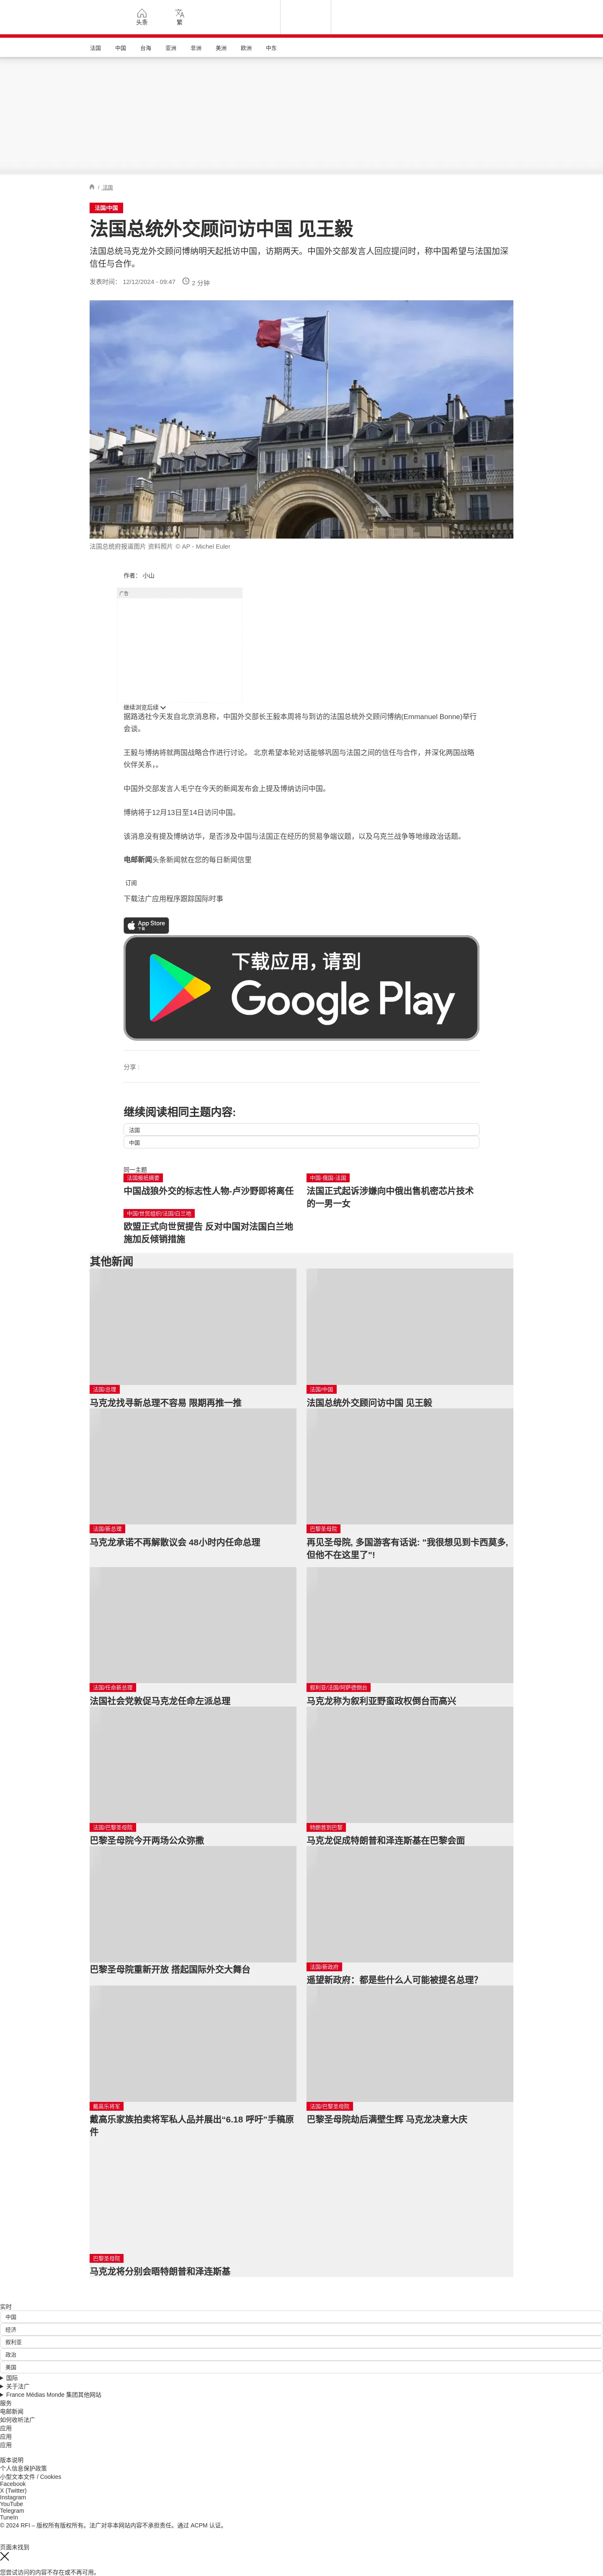 头条
繁
法国 中国 台海 亚洲 非洲 美洲 欧洲 中东
/ 法国
法国/中国
法国总统外交顾问访中国 见王毅
法国总统马克龙外交顾问博纳明天起抵访中国，访期两天。中国外交部发言人回应提问时，称中国希望与法国加深
信任与合作。
发表时间： 12/12/2024 - 09:47 2 分钟
法国总统府报道图片 资料照片 © AP - Michel Euler
作者： 小山
广告
继续浏览后续
据路透社今天发自北京消息称，中国外交部长王毅本周将与到访的法国总统外交顾问博纳(Emmanuel Bonne)举行
会谈。
王毅与博纳将就两国战略合作进行讨论。 北京希望本轮对话能够巩固与法国之间的信任与合作，并深化两国战略
伙伴关系，。
中国外交部发言人毛宁在今天的新闻发布会上提及博纳访问中国。
博纳将于12月13日至14日访问中国。
该消息没有提及博纳访华，是否涉及中国与法国正在经历的贸易争端议题，以及乌克兰战争等地缘政治话题。
电邮新闻头条新闻就在您的每日新闻信里
订阅
下载法广应用程序跟踪国际时事
App Store
下载
下载应用，请到
Google Play
分享 :
继续阅读相同主题内容:
法国
中国
同一主题
法国报纸摘要
中国战狼外交的标志性人物-卢沙野即将离任
中国-俄国-法国
法国正式起诉涉嫌向中俄出售机密芯片技术
的一男一女
中国/世贸组织/法国/白兰地
欧盟正式向世贸提告 反对中国对法国白兰地
施加反倾销措施
其他新闻
法国/总理
马克龙找寻新总理不容易 限期再推一推
法国/中国
法国总统外交顾问访中国 见王毅
法国/新总理
马克龙承诺不再解散议会 48小时内任命总理
巴黎圣母院
再见圣母院, 多国游客有话说: "我很想见到卡西莫多,
但他不在这里了"!
法国/任命新总理
法国社会党敦促马克龙任命左派总理
叙利亚/法国/阿萨德倒台
马克龙称为叙利亚野蛮政权倒台而高兴
法国/巴黎圣母院
巴黎圣母院今开两场公众弥撒
特朗普到巴黎
马克龙促成特朗普和泽连斯基在巴黎会面
巴黎圣母院重新开放 搭起国际外交大舞台
法国/新政府
遥望新政府：都是些什么人可能被提名总理？
戴高乐将军
戴高乐家族拍卖将军私人品并展出“6.18 呼吁”手稿原
件
法国/巴黎圣母院
巴黎圣母院劫后满壁生辉 马克龙决意大庆
巴黎圣母院
马克龙将分别会晤特朗普和泽连斯基
实时
中国
经济
叙利亚
政治
美国
国际
关于法广
France Médias Monde 集团其他网站
服务
电邮新闻
如何收听法广
应用
应用
应用
版本说明
个人信息保护政策
小型文本文件 / Cookies
Facebook
X (Twitter)
Instagram
YouTube
Telegram
TuneIn
© 2024 RFI – 版权所有版权所有。法广对非本网站内容不承担责任。通过 ACPM 认证。
页面未找到
您尝试访问的内容不存在或不再可用。